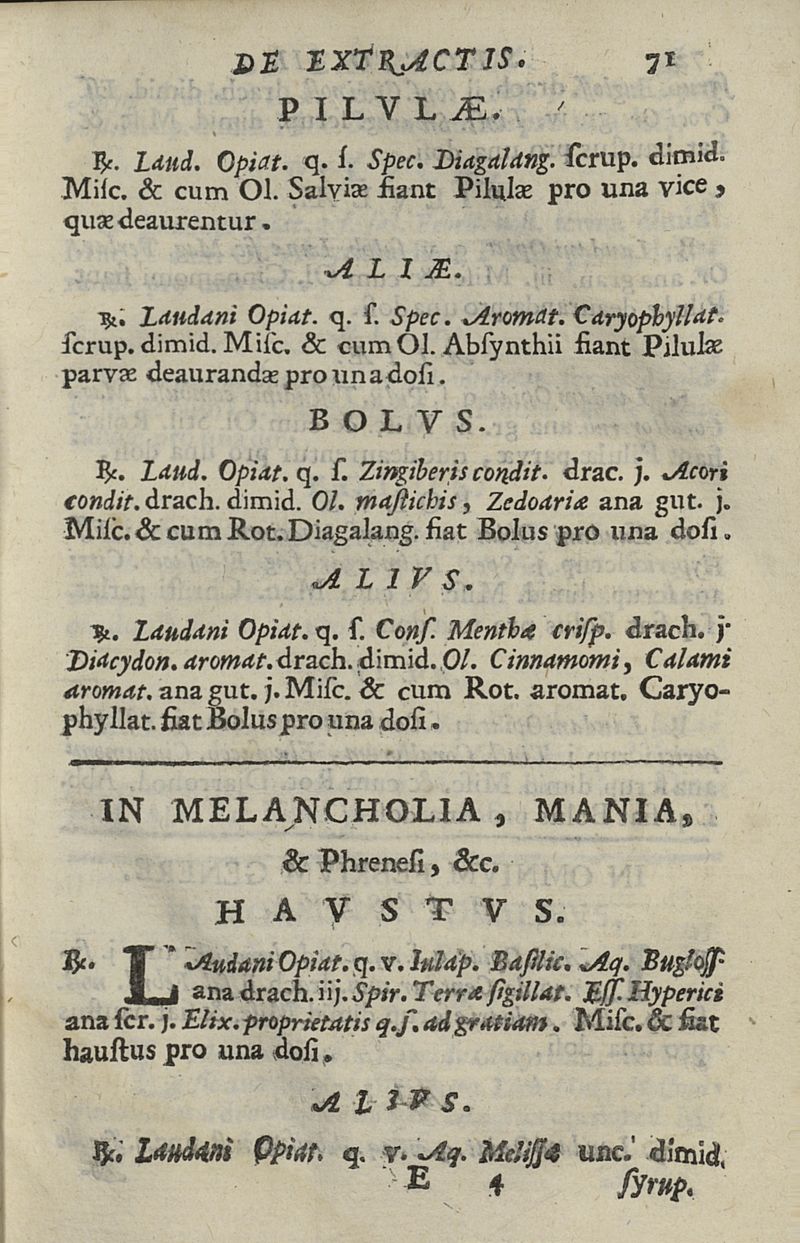 DE EXTRACTIS. 71
PILVLÆ.
℞. Laud. Opiat. q. ſ. Spec. Diagalang. ſcrup. dimid.
Miſc. & cum Ol. Salviæ fiant Pilulæ pro una vice,
quæ deaurentur.
ALIÆ.
℞. Laudani Opiat. q. ſ. Spec. Aromat. Caryophyllat.
ſcrup. dimid. Miſc. & cum Ol. Abſynthii fiant Pilulæ
parvæ deaurandæ pro una doſi.
BOLVS.
℞. Laud. Opiat. q. ſ. Zingiberis condit. drac. j. Acori
condit. drach. dimid. Ol. maſtichis, Zedoariæ ana gut. j.
Miſc. & cum Rot. Diagalang. fiat Bolus pro una doſi.
ALIVS.
℞. Laudani Opiat. q. ſ. Conſ. Menthæ criſp. drach. j
Diacydon. aromat. drach. dimid. Ol. Cinnamomi, Calami
aromat. ana gut. j. Miſc. & cum Rot. aromat. Caryo-
phyllat. fiat Bolus pro una doſi.
IN MELANCHOLIA, MANIA,
& Phreneſi, &c.
HAVSTVS.
℞. LAudani Opiat. q. v. Iulap. Baſilic. Aq. Bugloſſ.
ana drach. iij. Spir. Terræ ſigillat. Eſſ. Hyperici
ana ſcr. j. Elix. proprietatis q. ſ. ad gratiam. Miſc. & fiat
hauſtus pro una doſi.
ALIVS.
℞. Laudani Opiat. q. v. Aq. Meliſſæ unc. dimid.
E 4 ſyrup.